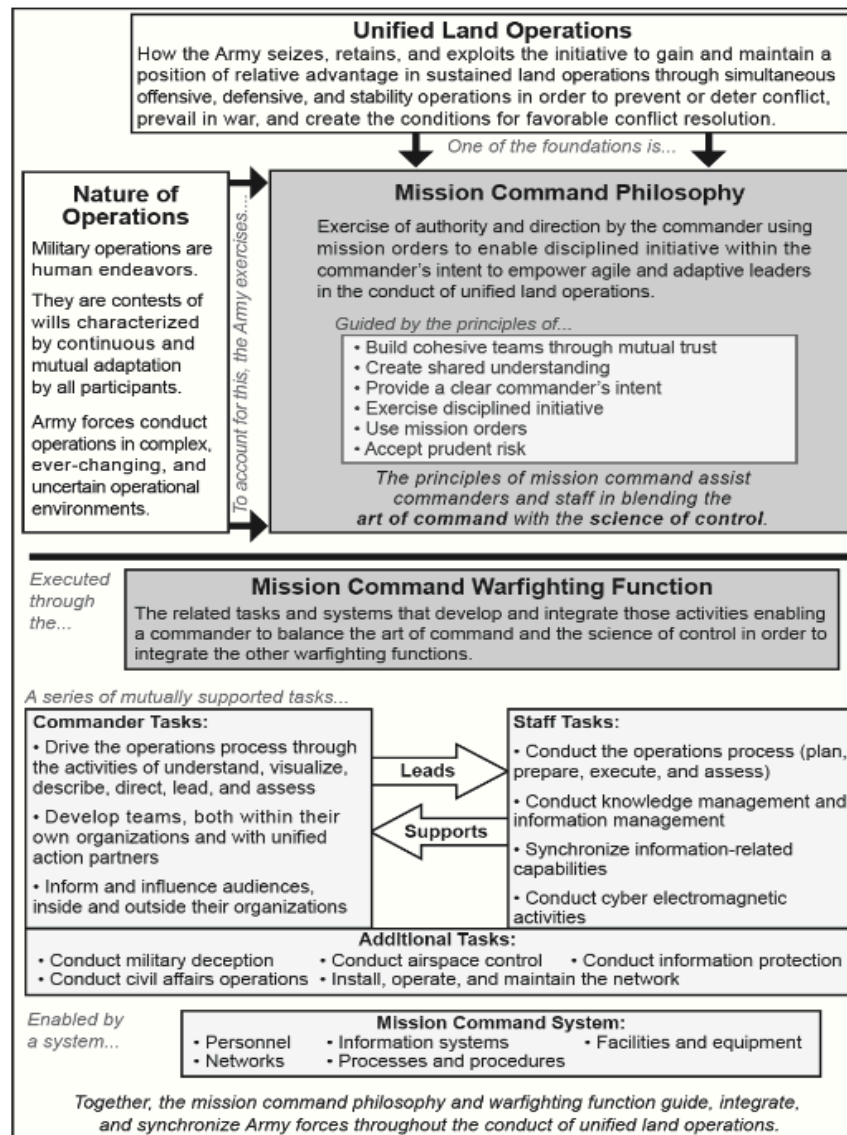 Unified Land Operations
How the Army seizes, retains, and exploits the initiative to gain and maintain a
position of relative advantage in sustained land operations through simultaneous
offensive, defensive, and stability operations in order to prevent or deter conflict,
prevail in war, and create the conditions for favorable conflict resolution.
One of the foundations is...
Nature of
Operations
Military operations are
human endeavors.
They are contests of
wills characterized
by continuous and
mutual adaptation
by all participants.
Army forces conduct
operations in complex,
ever-changing, and
uncertain operational
environments.
To account for this, the Army exercises....
Mission Command Philosophy
Exercise of authority and direction by the commander using
mission orders to enable disciplined initiative within the
commander's intent to empower agile and adaptive leaders
in the conduct of unified land operations.
Guided by the principles of...
• Build cohesive teams through mutual trust
• Create shared understanding
• Provide a clear commander's intent
• Exercise disciplined initiative
• Use mission orders
• Accept prudent risk
The principles of mission command assist
commanders and staff in blending the
art of command with the science of control.
Executed
through
the...
Mission Command Warfighting Function
The related tasks and systems that develop and integrate those activities enabling
a commander to balance the art of command and the science of control in order to
integrate the other warfighting functions.
A series of mutually supported tasks...
Commander Tasks:
• Drive the operations process through
the activities of understand, visualize,
describe, direct, lead, and assess
• Develop teams, both within their
own organizations and with unified
action partners
• Inform and influence audiences,
inside and outside their organizations
Leads
Supports
Staff Tasks:
• Conduct the operations process (plan,
prepare, execute, and assess)
• Conduct knowledge management and
information management
• Synchronize information-related
capabilities
• Conduct cyber electromagnetic
activities
Additional Tasks:
• Conduct military deception • Conduct airspace control • Conduct information protection
• Conduct civil affairs operations • Install, operate, and maintain the network
Enabled by
a system...
Mission Command System:
• Personnel • Information systems • Facilities and equipment
• Networks • Processes and procedures
Together, the mission command philosophy and warfighting function guide, integrate,
and synchronize Army forces throughout the conduct of unified land operations.